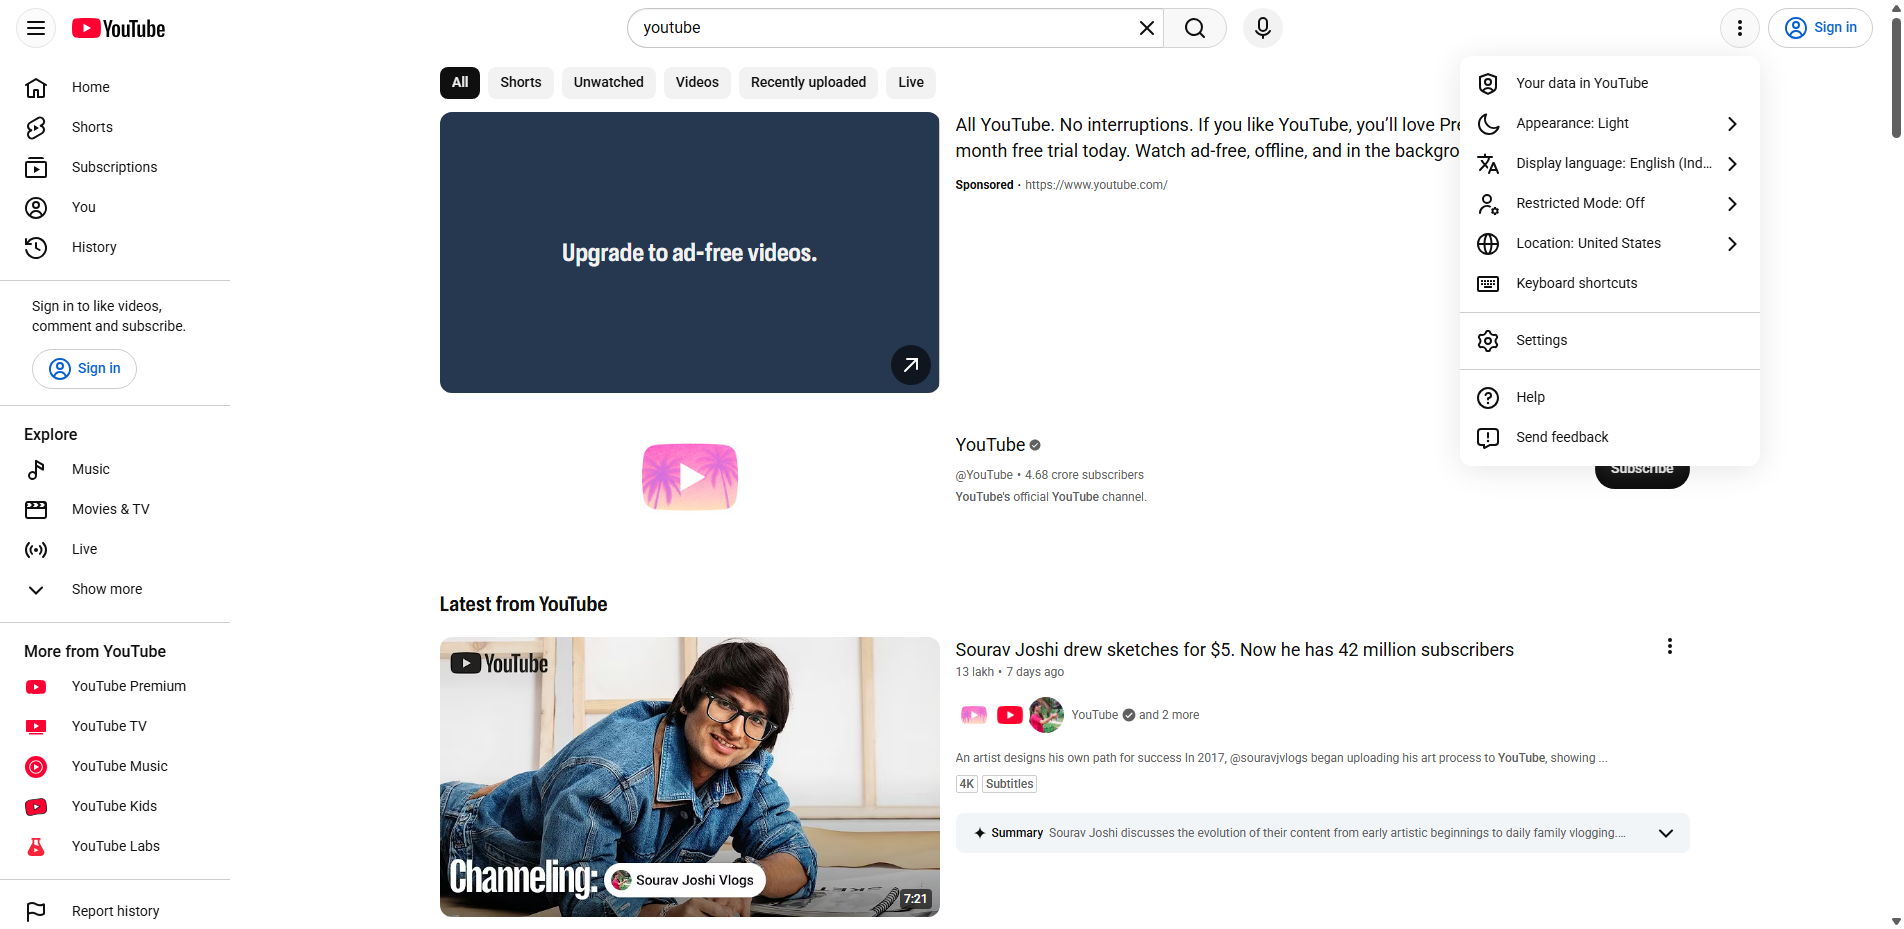 YouTube
youtube
Sign in
Home
Shorts
Subscriptions
You
History
Sign in to like videos,
comment and subscribe.
Sign in
Explore
Music
Movies & TV
Live
Show more
More from YouTube
YouTube Premium
YouTube TV
YouTube Music
YouTube Kids
YouTube Labs
Report history
All
Shorts
Unwatched
Videos
Recently uploaded
Live
Upgrade to ad-free videos.
All YouTube. No interruptions. If you like YouTube, you’ll love
month free trial today. Watch ad-free, offline, and in the
Sponsored · https://www.youtube.com/
YouTube
@YouTube • 4.68 crore subscribers
YouTube's official YouTube channel.
Subscribe
Your data in YouTube
Appearance: Light
Display language: English (Ind...
Restricted Mode: Off
Location: United States
Keyboard shortcuts
Settings
Help
Send feedback
Latest from YouTube
YouTube
Channeling:
Sourav Joshi Vlogs
SKET
7:21
Sourav Joshi drew sketches for $5. Now he has 42 million subscribers
13 lakh • 7 days ago
YouTube and 2 more
An artist designs his own path for success In 2017, @souravjvlogs began uploading his art process to YouTube, showing ...
4K Subtitles
Summary Sourav Joshi discusses the evolution of their content from early artistic beginnings to daily family vlogging....